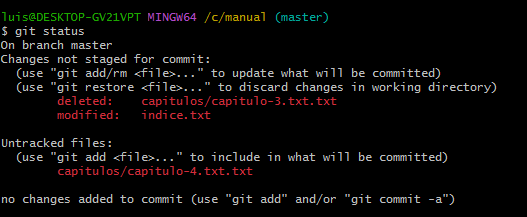 luis@DESKTOP-GV21VPT MINGW64 /c/manual (master)
$ git status
On branch master
Changes not staged for commit:
  (use "git add/rm <file>..." to update what will be committed)
  (use "git restore <file>..." to discard changes in working directory)
        deleted:    capitulos/capitulo-3.txt.txt
        modified:   indice.txt

Untracked files:
  (use "git add <file>..." to include in what will be committed)
        capitulos/capitulo-4.txt.txt

no changes added to commit (use "git add" and/or "git commit -a")